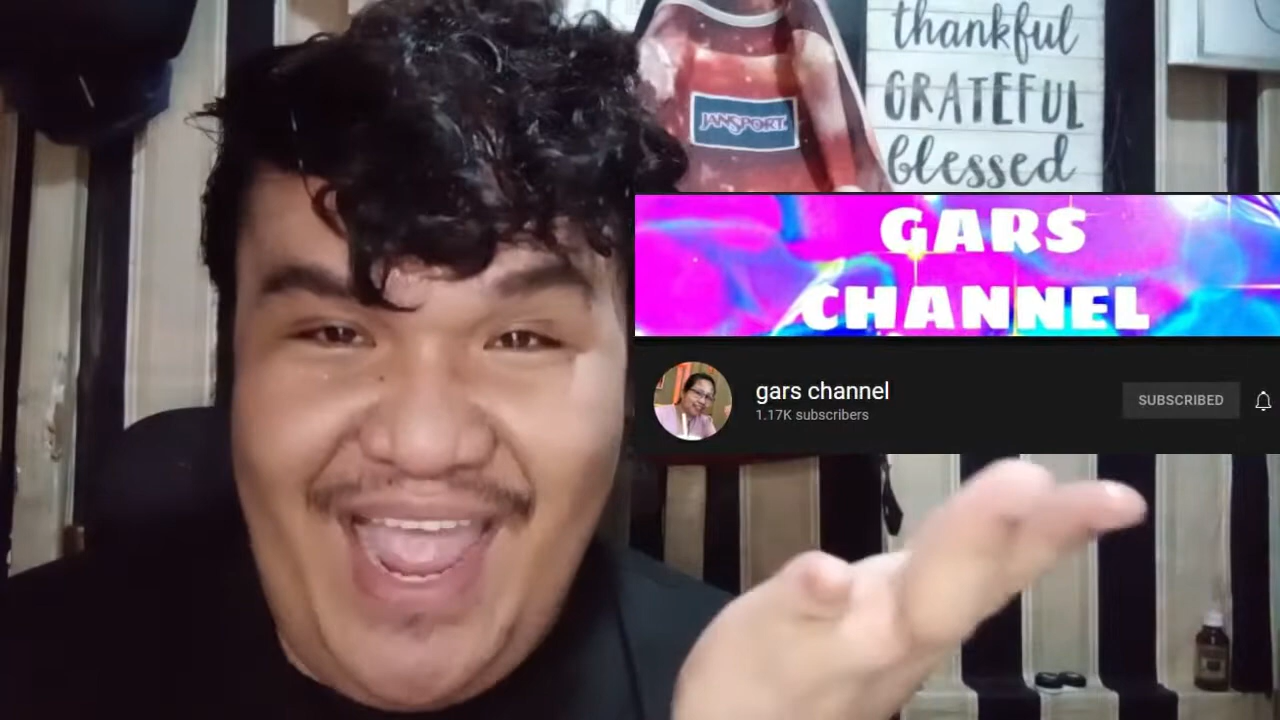 thankful
GRATEFUL
blessed
JANSPORT
GARS
CHANNEL
gars channel
1.17K subscribers
SUBSCRIBED